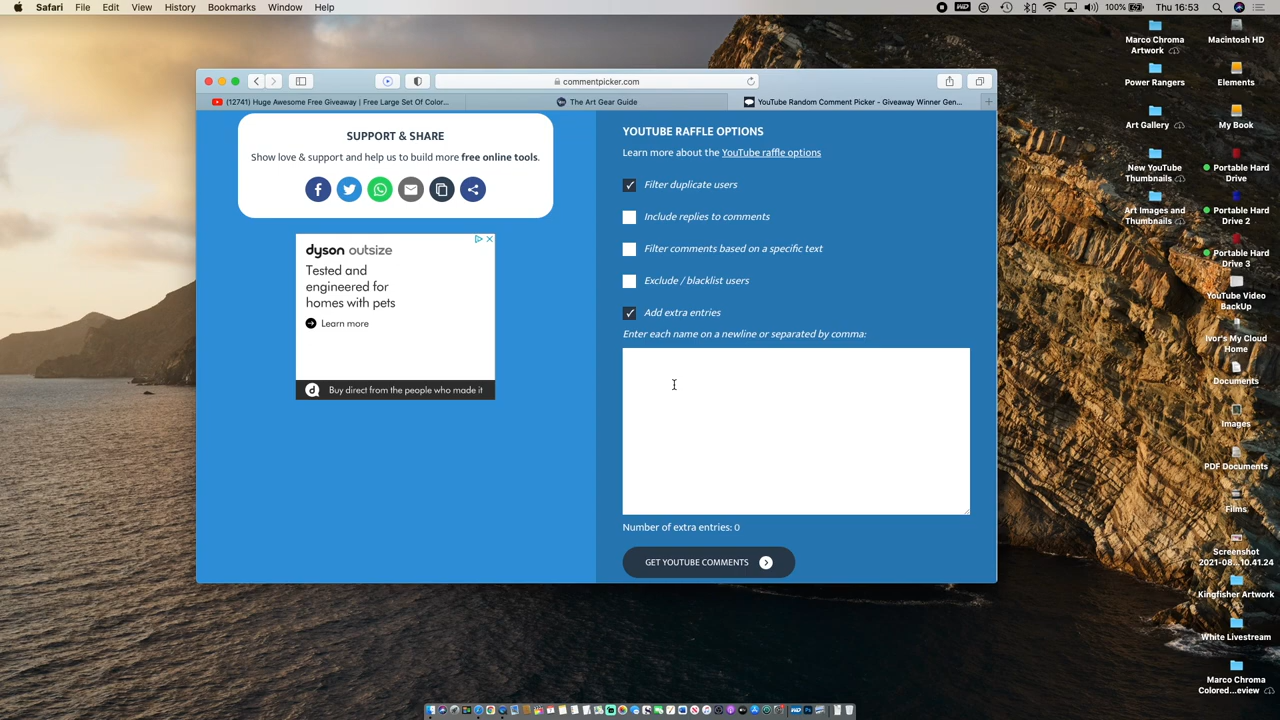 Safari File Edit View History Bookmarks Window Help
100% Thu 16:53
commentpicker.com
(12741) Huge Awesome Free Giveaway | Free Large Set Of Color...
The Art Gear Guide
YouTube Random Comment Picker - Giveaway Winner Gen...
SUPPORT & SHARE
Show love & support and help us to build more free online tools.
dyson outsize
Tested and
engineered for
homes with pets
Learn more
Buy direct from the people who made it
YOUTUBE RAFFLE OPTIONS
Learn more about the YouTube raffle options
Filter duplicate users
Include replies to comments
Filter comments based on a specific text
Exclude / blacklist users
Add extra entries
Enter each name on a newline or separated by comma:
Number of extra entries: 0
GET YOUTUBE COMMENTS
Marco Chroma
Artwork
Power Rangers
Art Gallery
New YouTube
Thumbnails
Art Images and
Thumbnails
Macintosh HD
Elements
My Book
Portable Hard
Drive
Portable Hard
Drive 2
Portable Hard
Drive 3
YouTube Video
BackUp
Ivor's My Cloud
Home
Documents
Images
PDF Documents
Films
Screenshot
2021-08...10.41.24
Kingfisher Artwork
White Livestream
Marco Chroma
Colored...eview